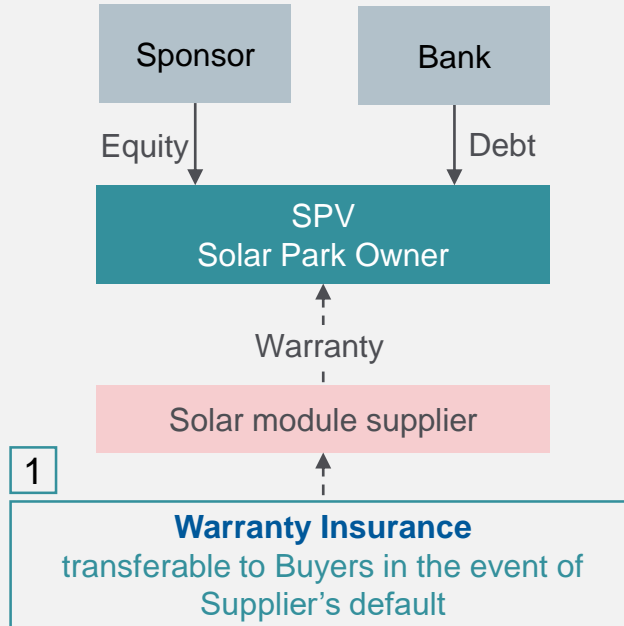 Sponsor
Bank
Equity
Debt
SPV
Solar Park Owner
Warranty
Solar module supplier
1
Warranty Insurance
transferable to Buyers in the event of
Supplier’s default